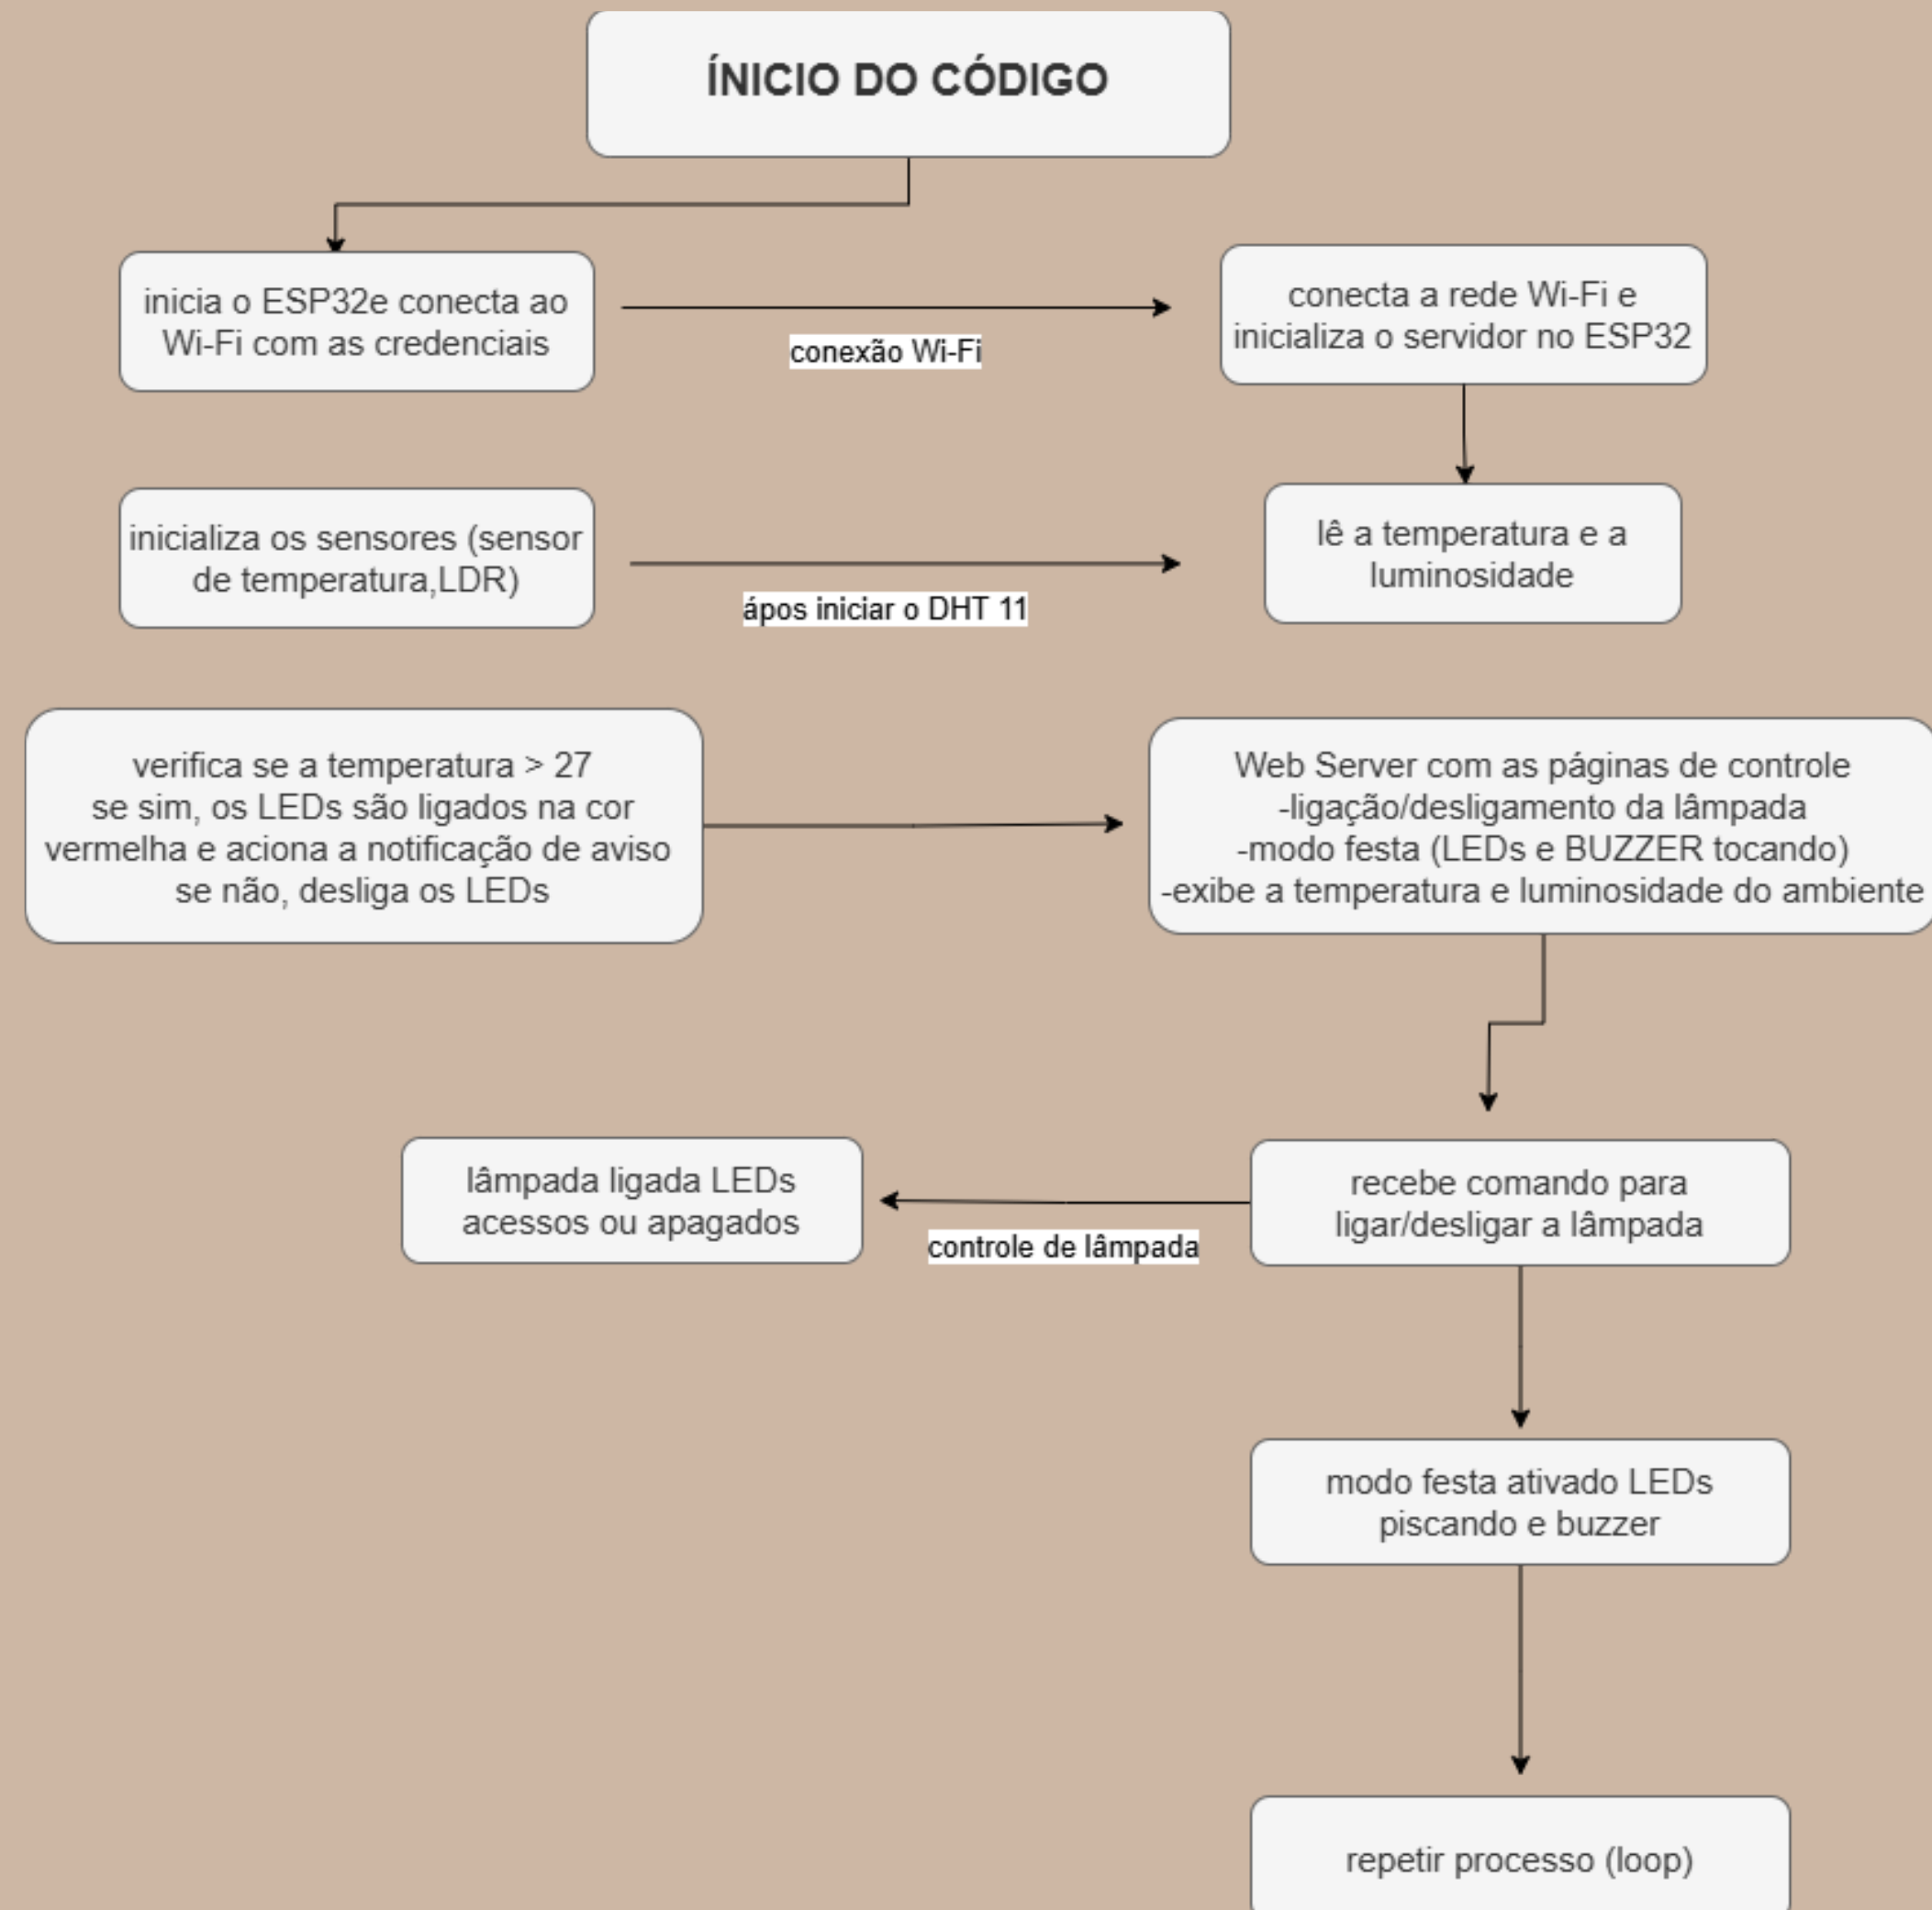 ÍNICIO DO CÓDIGO
inicia o ESP32e conecta ao
Wi-Fi com as credenciais
conexão Wi-Fi
conecta a rede Wi-Fi e
inicializa o servidor no ESP32
inicializa os sensores (sensor
de temperatura,LDR)
ápos iniciar o DHT 11
lê a temperatura e a
luminosidade
verifica se a temperatura > 27
se sim, os LEDs são ligados na cor
vermelha e aciona a notificação de aviso
se não, desliga os LEDs
Web Server com as páginas de controle
-ligação/desligamento da lâmpada
-modo festa (LEDs e BUZZER tocando)
-exibe a temperatura e luminosidade do ambiente
recebe comando para
ligar/desligar a lâmpada
controle de lâmpada
lâmpada ligada LEDs
acessos ou apagados
modo festa ativado LEDs
piscando e buzzer
repetir processo (loop)